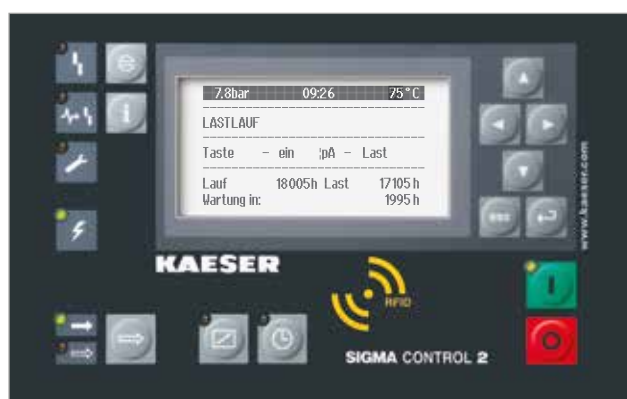 7.8bar 09:26 75°C
LASTLAUF
Taste - ein ¦pA - Last
Lauf 18005h Last 17105h
Wartung in: 1995h
esc
www.kaeser.com
KAESER
RFID
I
O
SIGMA CONTROL 2